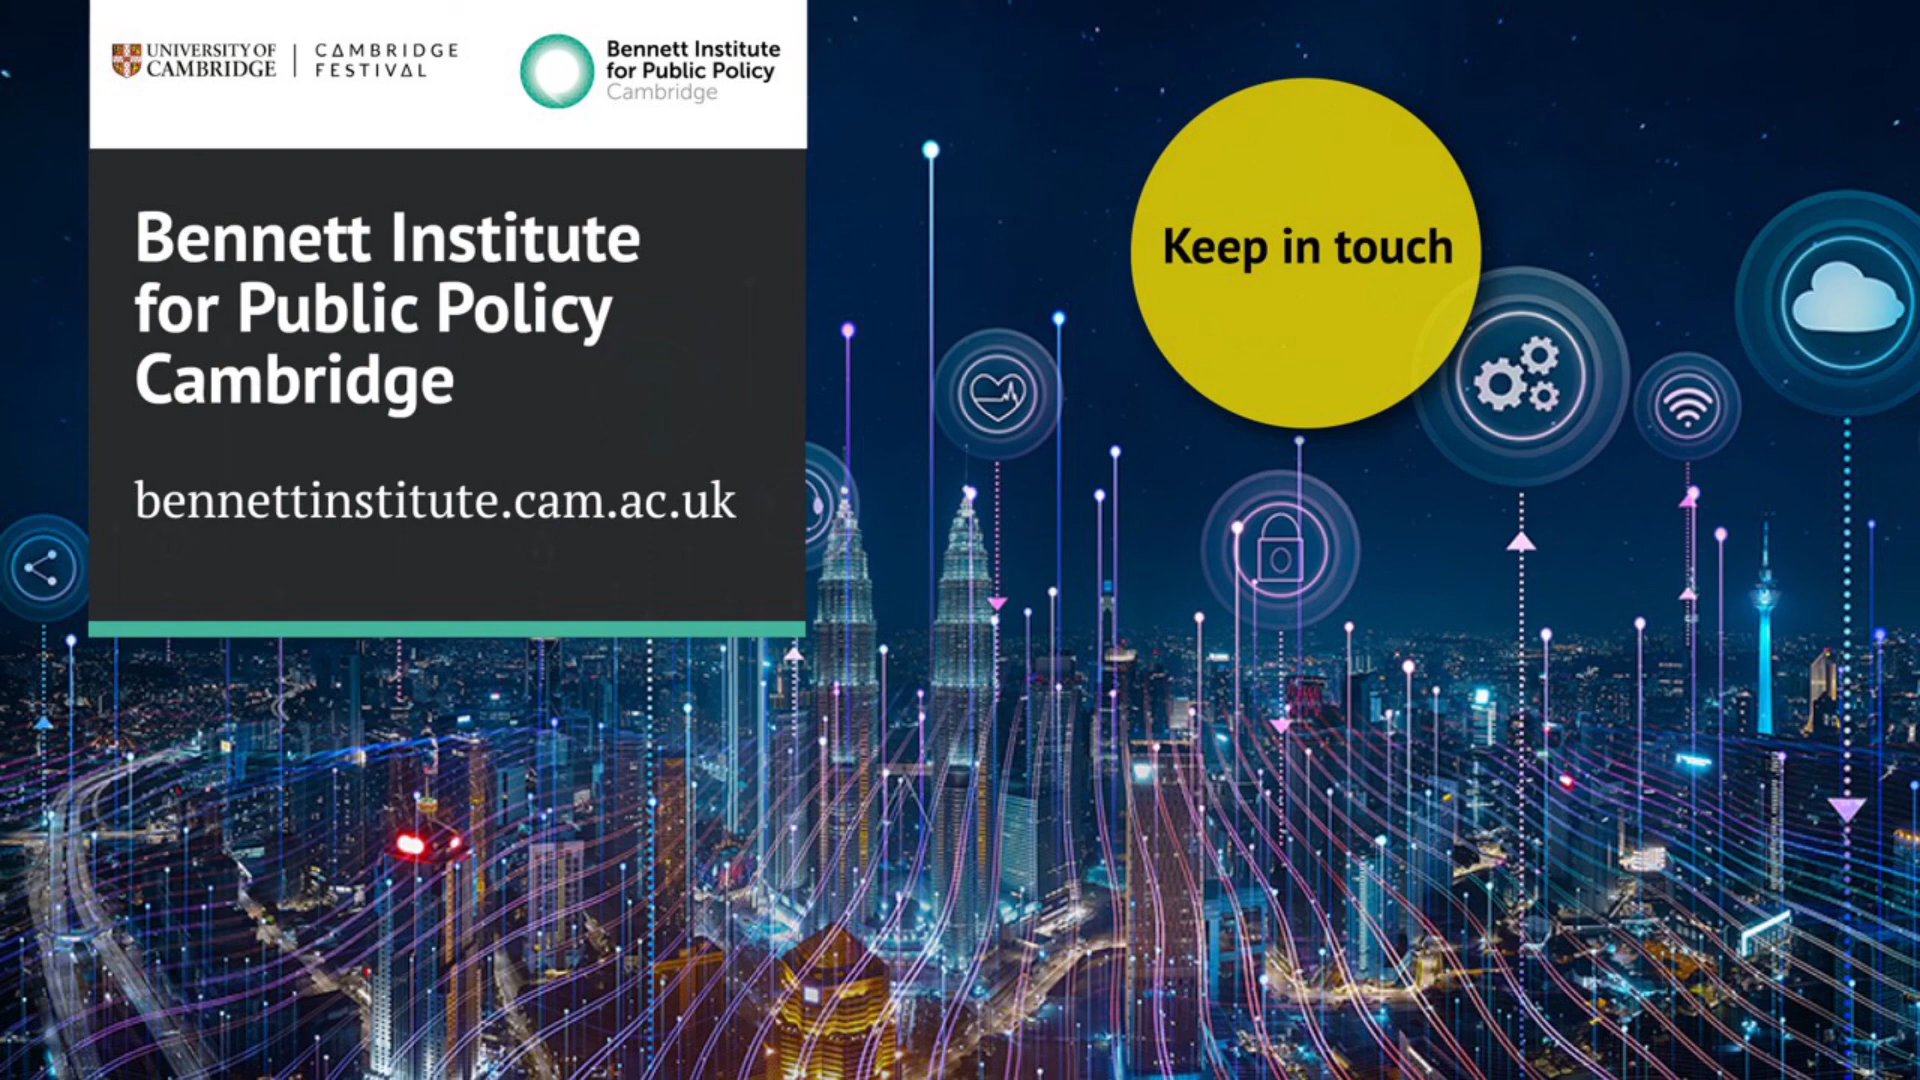 UNIVERSITY OF
CAMBRIDGE
CAMBRIDGE
FESTIVAL
Bennett Institute
for Public Policy
Cambridge
Bennett Institute
for Public Policy
Cambridge
bennettinstitute.cam.ac.uk
Keep in touch